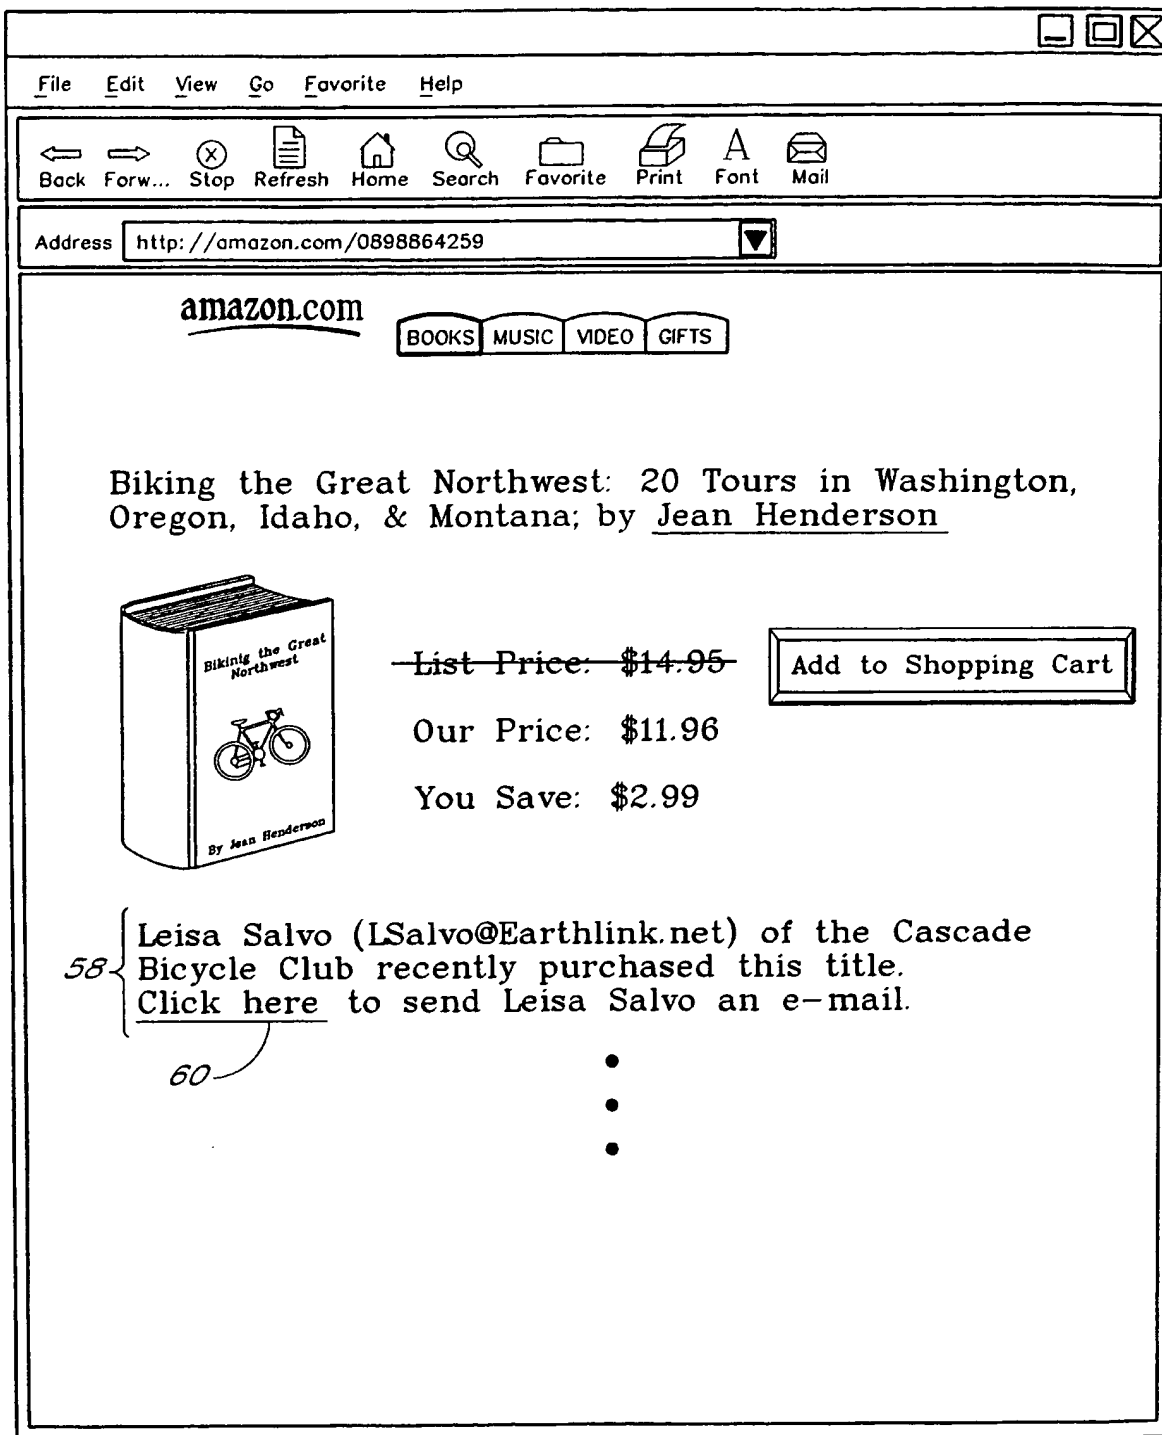 File Edit View Go Favorite Help
Back Forw... Stop Refresh Home Search Favorite Print Font Mail
Address http://amazon.com/0898864259
amazon.com
BOOKS MUSIC VIDEO GIFTS
Biking the Great Northwest: 20 Tours in Washington,
Oregon, Idaho, & Montana; by Jean Henderson
Bikinig the Great
Northwest
By Jean Henderson
List Price: $14.95
Add to Shopping Cart
Our Price: $11.96
You Save: $2.99
Leisa Salvo (LSalvo@Earthlink.net) of the Cascade
58 Bicycle Club recently purchased this title.
Click here to send Leisa Salvo an e-mail.
60